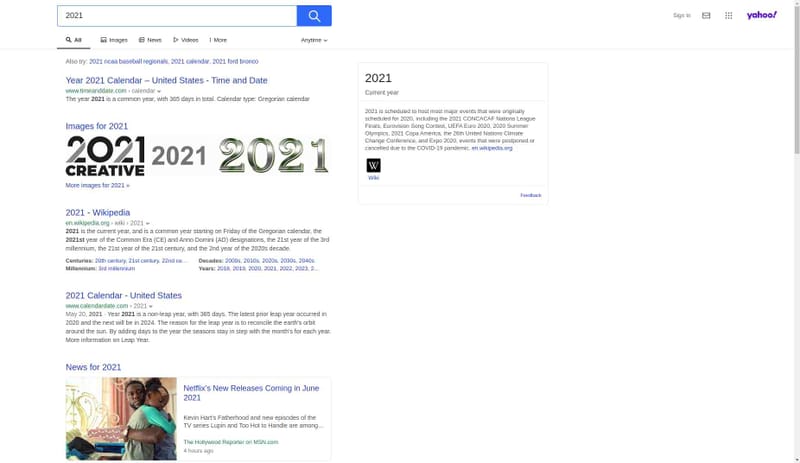 2021
Sign in
yahoo!
All
Images
News
Videos
More
Anytime
Also try: 2021 ncaa baseball regionals, 2021 calendar, 2021 ford bronco
Year 2021 Calendar – United States - Time and Date
www.timeanddate.com › calendar
The year 2021 is a common year, with 365 days in total. Calendar type: Gregorian calendar
Images for 2021
2021
CREATIVE
2021
2021
More images for 2021 »
2021 - Wikipedia
en.wikipedia.org › wiki › 2021
2021 is the current year, and is a common year starting on Friday of the Gregorian calendar, the
2021st year of the Common Era (CE) and Anno Domini (AD) designations, the 21st year of the 3rd
millennium, the 21st year of the 21st century, and the 2nd year of the 2020s decade.
Centuries: 20th century, 21st century, 22nd ce...
Decades: 2000s, 2010s, 2020s, 2030s, 2040s.
Millennium: 3rd millennium
Years: 2018, 2019, 2020, 2021, 2022, 2023, 2...
2021 Calendar - United States
www.calendardate.com › 2021
May 20, 2021 · Year 2021 is a non-leap year, with 365 days. The latest prior leap year occurred in
2020 and the next will be in 2024. The reason for the leap year is to reconcile the earth's orbit
around the sun. By adding days to the year the seasons stay in step with the month's for each year.
More information on Leap Year.
News for 2021
Netflix's New Releases Coming in June
2021
Kevin Hart's Fatherhood and new episodes of the
TV series Lupin and Too Hot to Handle are among...
The Hollywood Reporter on MSN.com
4 hours ago
2021
Current year
2021 is scheduled to host most major events that were originally
scheduled for 2020, including the 2021 CONCACAF Nations League
Finals, Eurovision Song Contest, UEFA Euro 2020, 2020 Summer
Olympics, 2021 Copa América, the 26th United Nations Climate
Change Conference, and Expo 2020, events that were postponed or
cancelled due to the COVID-19 pandemic. en.wikipedia.org
W
Wiki
Feedback